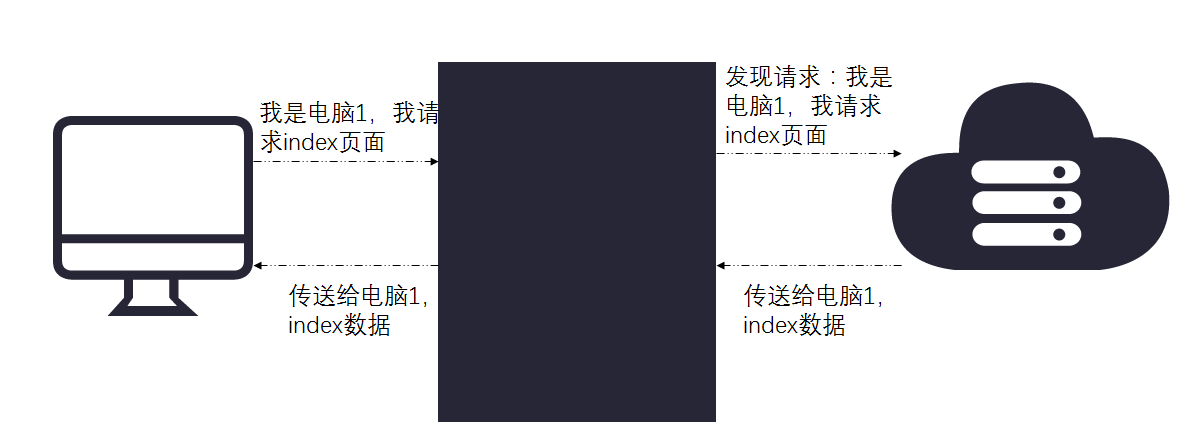 我是电脑1，我请
求index页面
发现请求：我是
电脑1，我请求
index页面
传送给电脑1，
index数据
传送给电脑1，
index数据